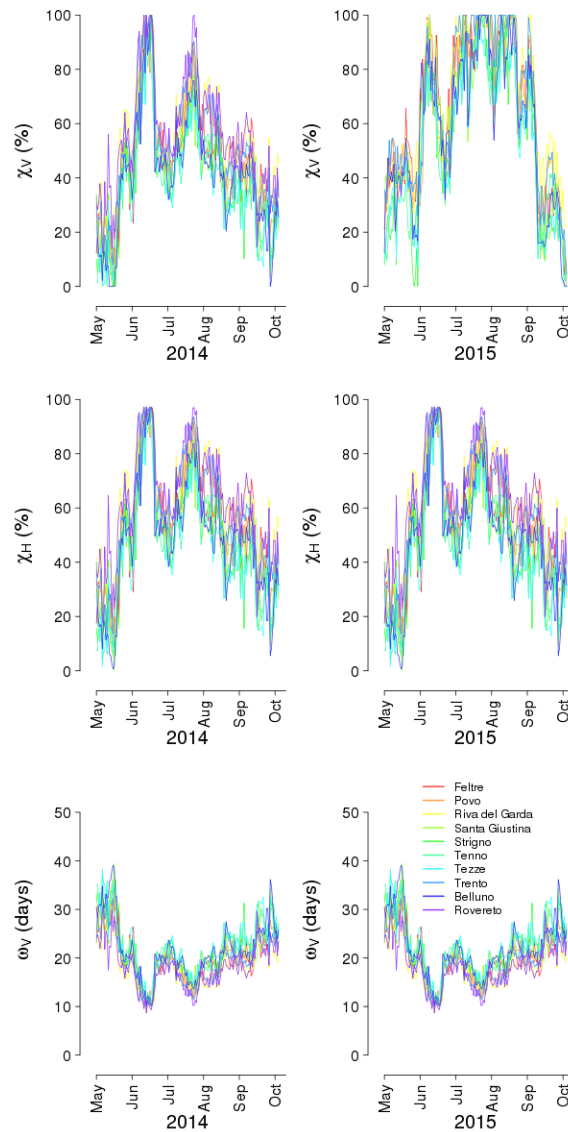 χV (%)
100
80
60
40
20
0
May
Jun
Jul
Aug
Sep
Oct
2014
χV (%)
100
80
60
40
20
0
May
Jun
Jul
Aug
Sep
Oct
2015
χH (%)
100
80
60
40
20
0
May
Jun
Jul
Aug
Sep
Oct
2014
χH (%)
100
80
60
40
20
0
May
Jun
Jul
Aug
Sep
Oct
2015
ωV (days)
50
40
30
20
10
0
May
Jun
Jul
Aug
Sep
Oct
2014
ωV (days)
50
40
30
20
10
0
Feltre
Povo
Riva del Garda
Santa Giustina
Strigno
Tenno
Tezze
Trento
Belluno
Rovereto
May
Jun
Jul
Aug
Sep
Oct
2015